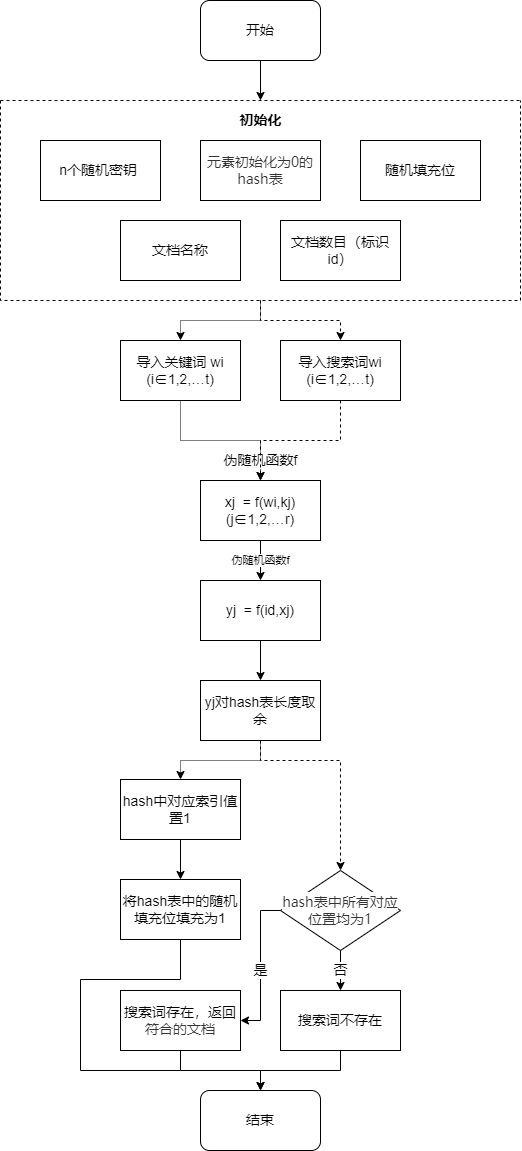 开始
初始化
n个随机密钥
元素初始化为0的
hash表
随机填充位
文档名称
文档数目（标识
id）
导入关键词 wi
(i∈1,2,…t)
导入搜索词wi
(i∈1,2,…t)
伪随机函数f
xj = f(wi,kj)
(j∈1,2,…r)
伪随机函数f
yj = f(id,xj)
yj对hash表长度取
余
hash中对应索引值
置1
将hash表中的随机
填充位填充为1
hash表中所有对应
位置均为1
是
否
搜索词存在，返回
符合的文档
搜索词不存在
结束